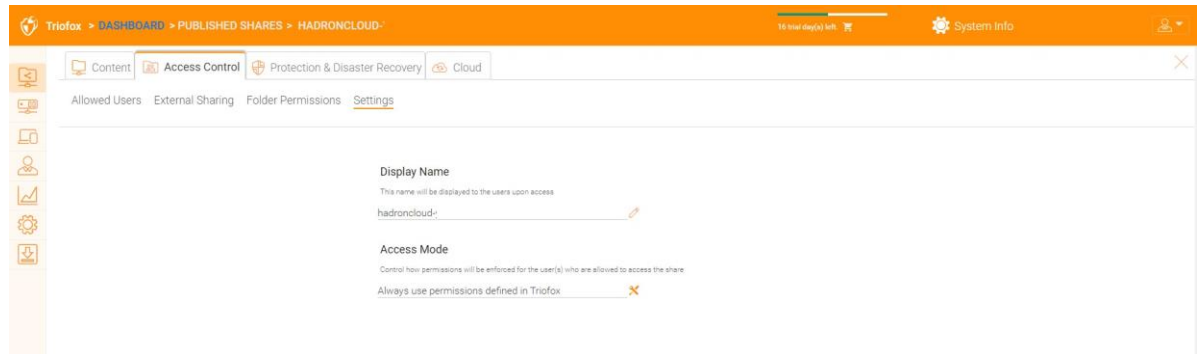 Triofox > DASHBOARD > PUBLISHED SHARES > HADRONCLOUD-
16 trial day(s) left.
System Info
Content Access Control Protection & Disaster Recovery Cloud
Allowed Users External Sharing Folder Permissions Settings
Display Name
This name will be displayed to the users upon access
hadroncloud-
Access Mode
Control how permissions will be enforced for the user(s) who are allowed to access the share
Always use permissions defined in Triofox